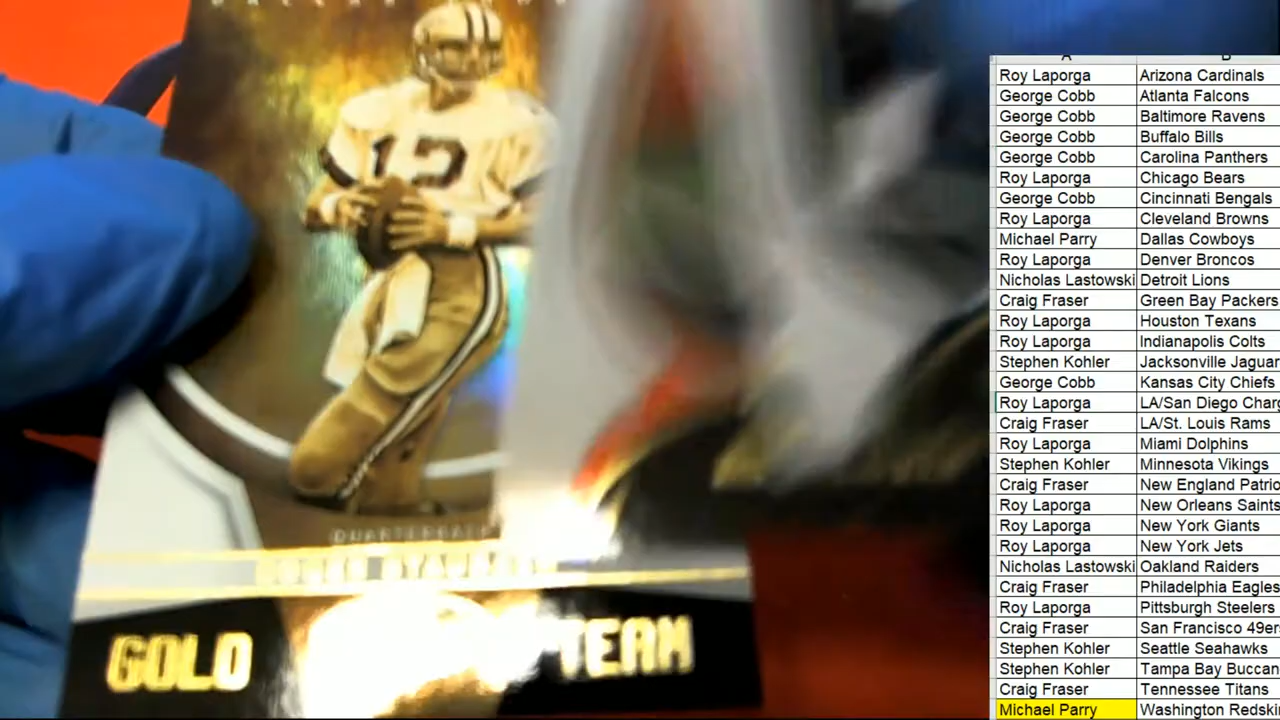 12
QUARTERBACK
GOLD TEAM
A B
Roy Laporga Arizona Cardinals
George Cobb Atlanta Falcons
George Cobb Baltimore Ravens
George Cobb Buffalo Bills
George Cobb Carolina Panthers
Roy Laporga Chicago Bears
George Cobb Cincinnati Bengals
Roy Laporga Cleveland Browns
Michael Parry Dallas Cowboys
Roy Laporga Denver Broncos
Nicholas Lastowski Detroit Lions
Craig Fraser Green Bay Packers
Roy Laporga Houston Texans
Roy Laporga Indianapolis Colts
Stephen Kohler Jacksonville Jaguar
George Cobb Kansas City Chiefs
Roy Laporga LA/San Diego Charg
Craig Fraser LA/St. Louis Rams
Roy Laporga Miami Dolphins
Stephen Kohler Minnesota Vikings
Craig Fraser New England Patrio
Roy Laporga New Orleans Saints
Roy Laporga New York Giants
Roy Laporga New York Jets
Nicholas Lastowski Oakland Raiders
Craig Fraser Philadelphia Eagles
Roy Laporga Pittsburgh Steelers
Craig Fraser San Francisco 49er
Stephen Kohler Seattle Seahawks
Stephen Kohler Tampa Bay Buccan
Craig Fraser Tennessee Titans
Michael Parry Washington Redski